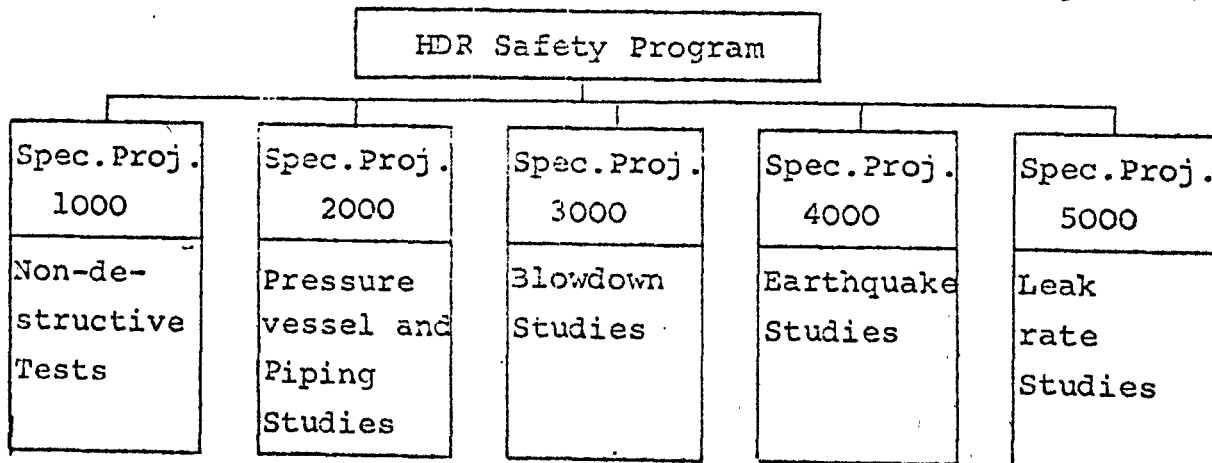 HDR Safety Program
Spec.Proj.
1000
Non-de-
structive
Tests
Spec.Proj.
2000
Pressure
vessel and
Piping
Studies
Spec.Proj.
3000
Blowdown
Studies
Spec.Proj.
4000
Earthquake
Studies
Spec.Proj.
5000
Leak
rate
Studies